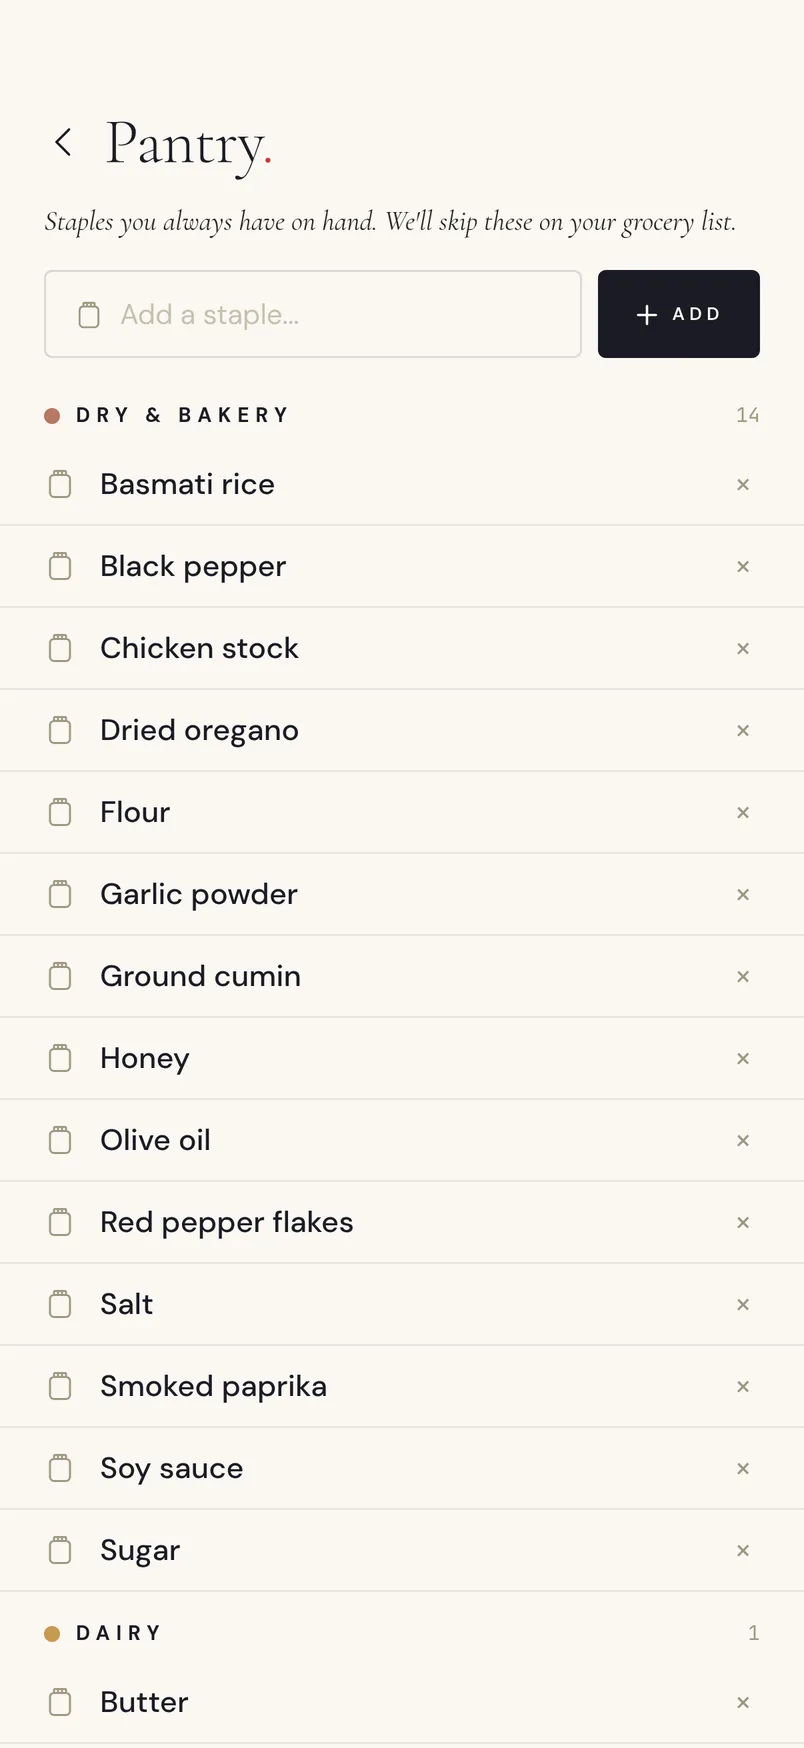 Pantry.
Staples you always have on hand. We'll skip these on your grocery list.
Add a staple...
+ ADD
DRY & BAKERY 14
Basmati rice ×
Black pepper ×
Chicken stock ×
Dried oregano ×
Flour ×
Garlic powder ×
Ground cumin ×
Honey ×
Olive oil ×
Red pepper flakes ×
Salt ×
Smoked paprika ×
Soy sauce ×
Sugar ×
DAIRY 1
Butter ×